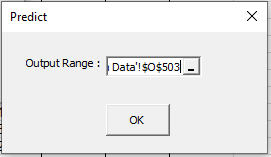 Predict
Output Range :
Data'!$O$503
OK